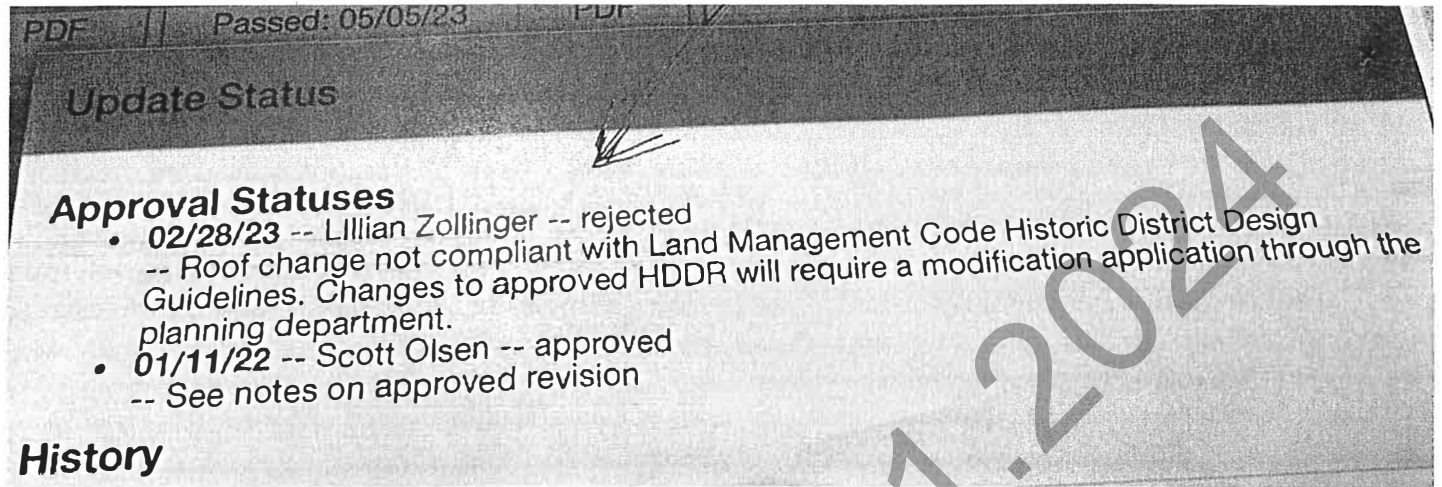 PDF Passed: 05/05/23 PDF
Update Status
Approval Statuses
• 02/28/23 -- LIllian Zollinger -- rejected
-- Roof change not compliant with Land Management Code Historic District Design
Guidelines. Changes to approved HDDR will require a modification application through the
planning department.
• 01/11/22 -- Scott Olsen -- approved
-- See notes on approved revision
History
1.2024